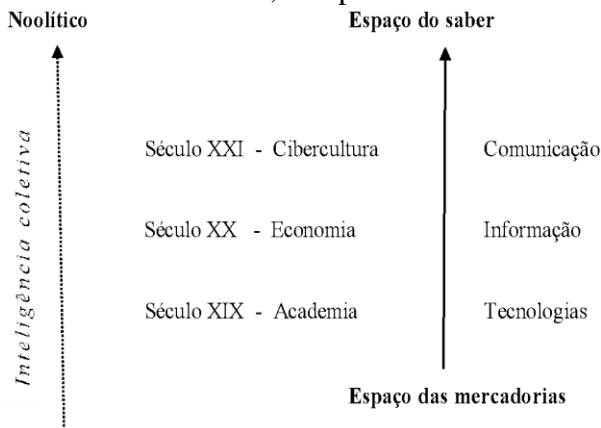 Noolítico Espaço do saber
Inteligência coletiva
Século XXI - Cibercultura Comunicação
Século XX - Economia Informação
Século XIX - Academia Tecnologias
Espaço das mercadorias